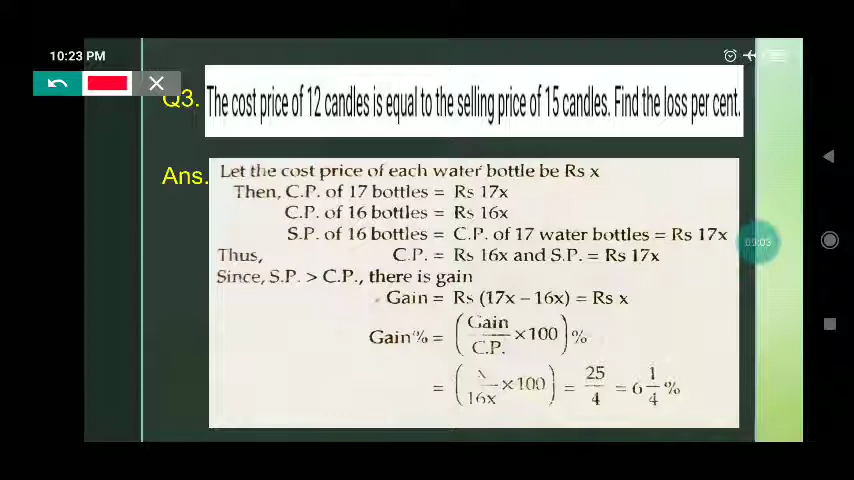 10:23 PM
Q3. The cost price of 12 candles is equal to the selling price of 15 candles. Find the loss per cent.
Ans. Let the cost price of each water bottle be Rs x
Then, C.P. of 17 bottles = Rs 17x
C.P. of 16 bottles = Rs 16x
S.P. of 16 bottles = C.P. of 17 water bottles = Rs 17x
Thus, C.P. = Rs 16x and S.P. = Rs 17x
Since, S.P. > C.P., there is gain
Gain = Rs (17x – 16x) = Rs x
Gain% = (Gain/C.P. ×100)%
= (x/16x ×100) = 25/4 = 6 1/4 %
09:03